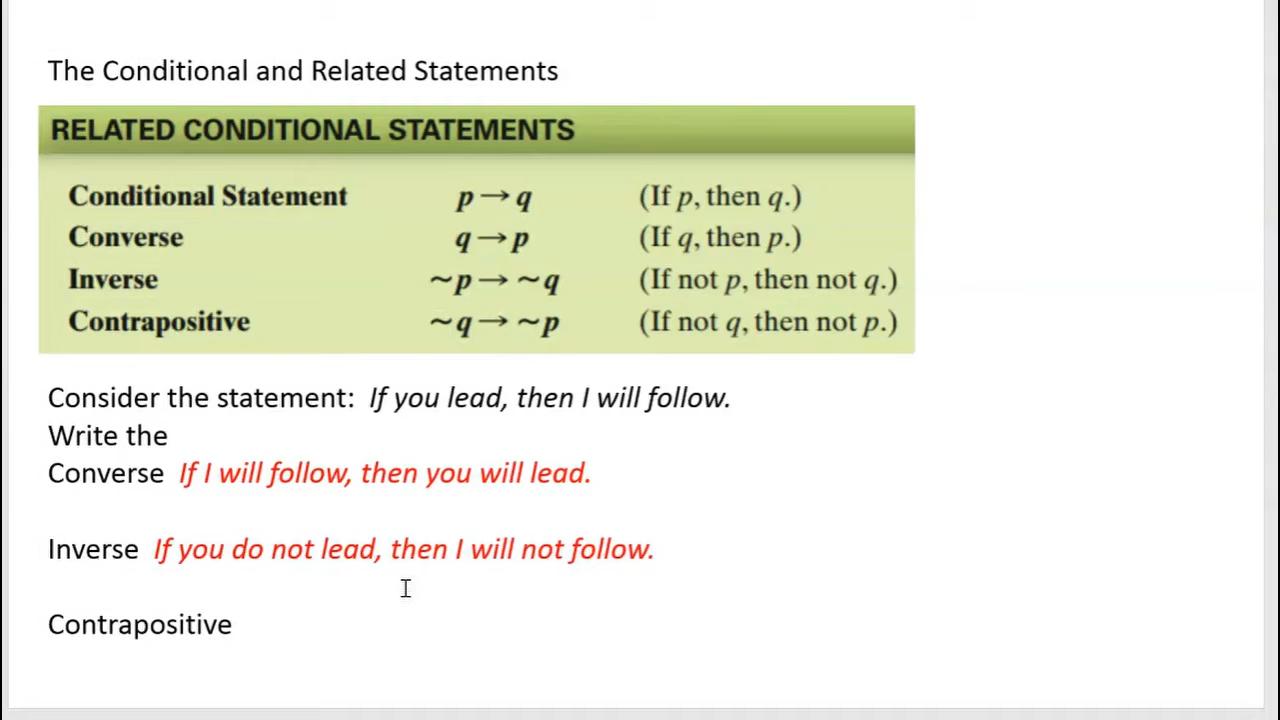 The Conditional and Related Statements
RELATED CONDITIONAL STATEMENTS
Conditional Statement p → q (If p, then q.)
Converse q → p (If q, then p.)
Inverse ~p → ~q (If not p, then not q.)
Contrapositive ~q → ~p (If not q, then not p.)
Consider the statement: If you lead, then I will follow.
Write the
Converse If I will follow, then you will lead.
Inverse If you do not lead, then I will not follow.
Contrapositive